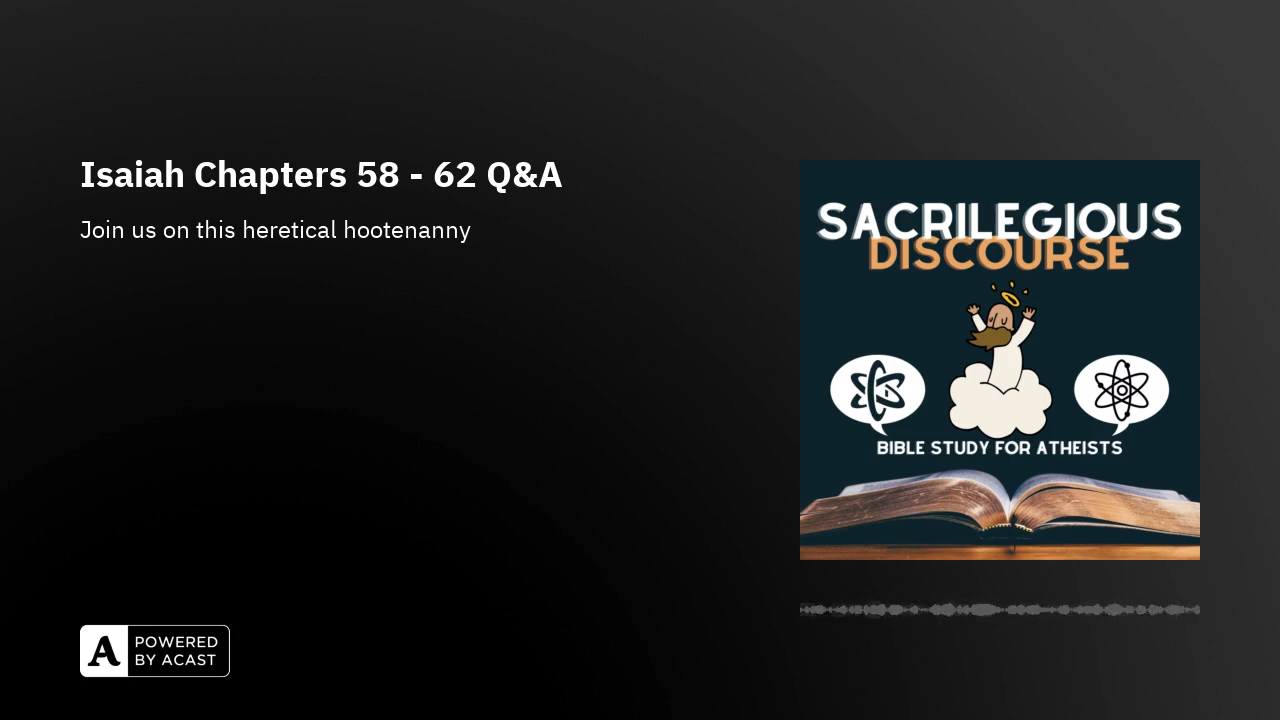 Isaiah Chapters 58 - 62 Q&A
Join us on this heretical hootenanny
SACRILEGIOUS
DISCOURSE
BIBLE STUDY FOR ATHEISTS
A POWERED
BY ACAST